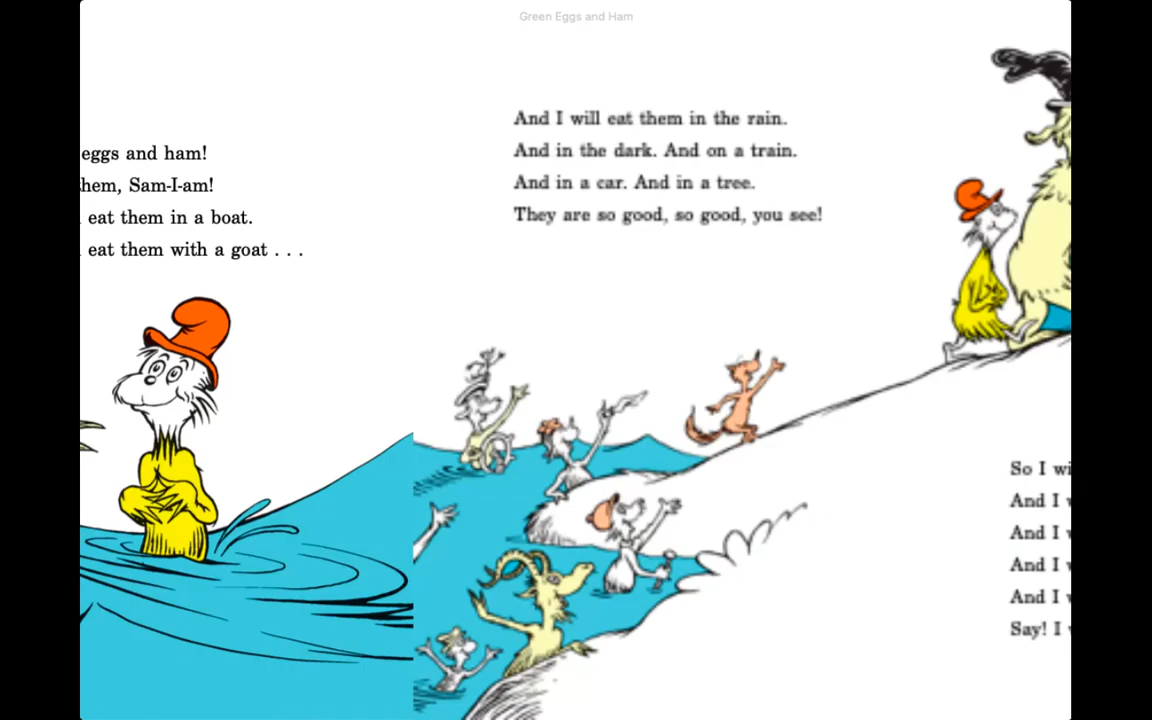 Green Eggs and Ham
eggs and ham!
hem, Sam-I-am!
eat them in a boat.
eat them with a goat . . .
And I will eat them in the rain.
And in the dark. And on a train.
And in a car. And in a tree.
They are so good, so good, you see!
So I wi
And I
And I
And I
And I
And I
Say! I